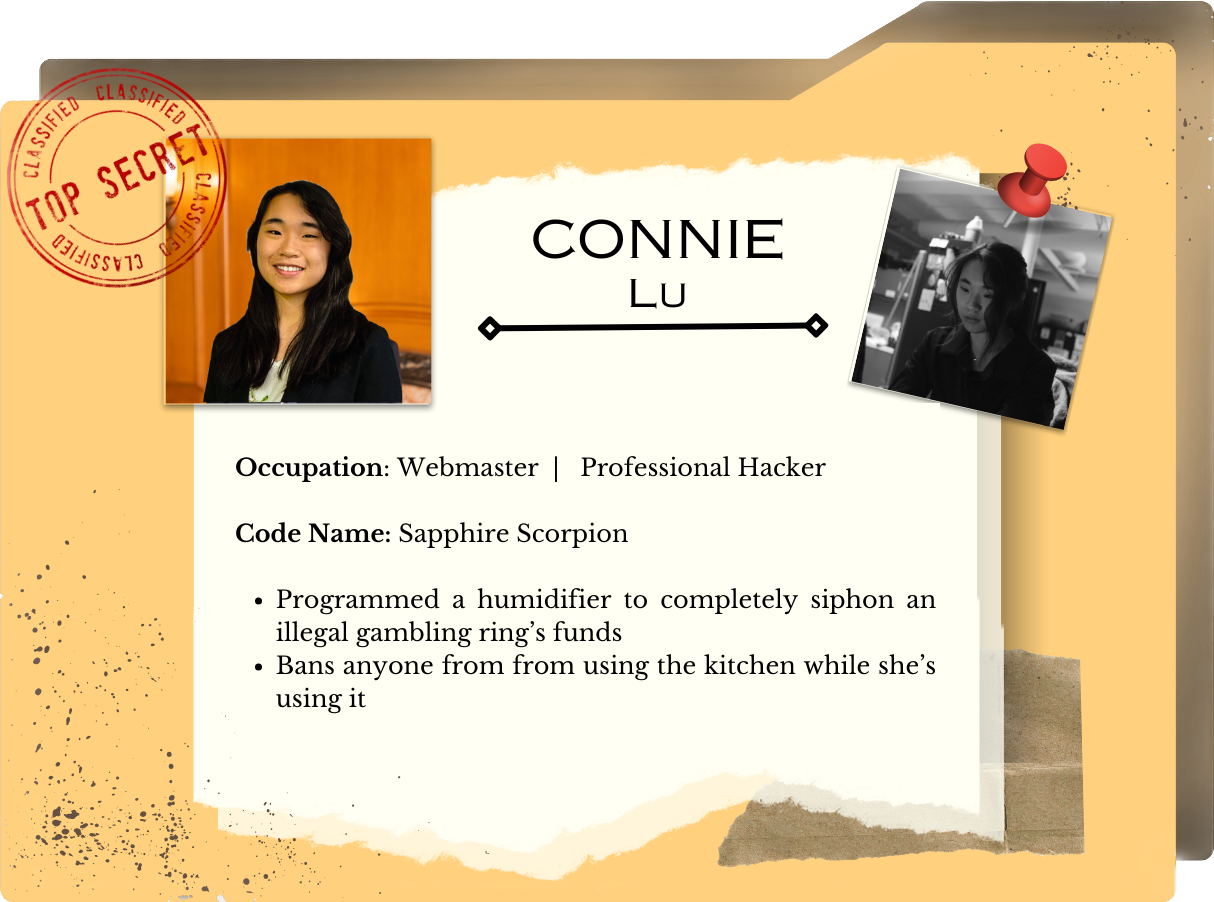 CLASSIFIED CLASSIFIED CLASSIFIED CLASSIFIED
TOP SECRET
CONNIE
LU
Occupation: Webmaster | Professional Hacker
Code Name: Sapphire Scorpion
• Programmed a humidifier to completely siphon an
illegal gambling ring’s funds
• Bans anyone from from using the kitchen while she’s
using it